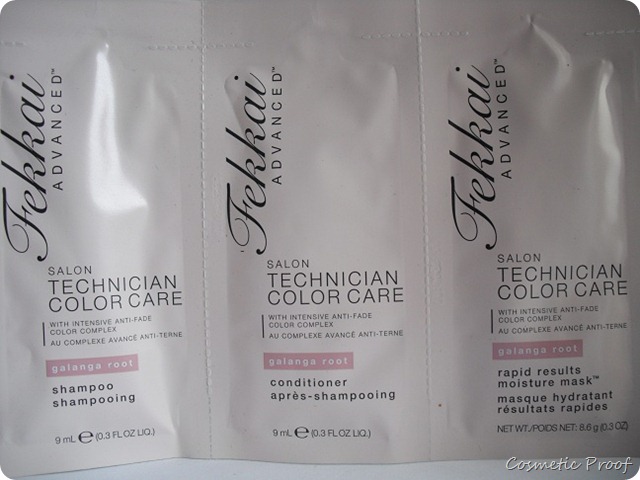 Fekkai
ADVANCED™
SALON
TECHNICIAN
COLOR CARE
WITH INTENSIVE ANTI-FADE
COLOR COMPLEX
AU COMPLEXE AVANCÉ ANTI-TERNE
galanga root
shampoo
shampooing
9 mL e (0.3 FL OZ LIQ.)
Fekkai
ADVANCED™
SALON
TECHNICIAN
COLOR CARE
WITH INTENSIVE ANTI-FADE
COLOR COMPLEX
AU COMPLEXE AVANCÉ ANTI-TERNE
galanga root
conditioner
après-shampooing
9 mL e (0.3 FL OZ LIQ.)
Fekkai
ADVANCED™
SALON
TECHNICIAN
COLOR CARE
WITH INTENSIVE ANTI-FADE
COLOR COMPLEX
AU COMPLEXE AVANCÉ ANTI-TERNE
galanga root
rapid results
moisture mask™
masque hydratant
résultats rapides
NET WT./POIDS NET: 8.6 g (0.3 OZ)
Cosmetic Proof